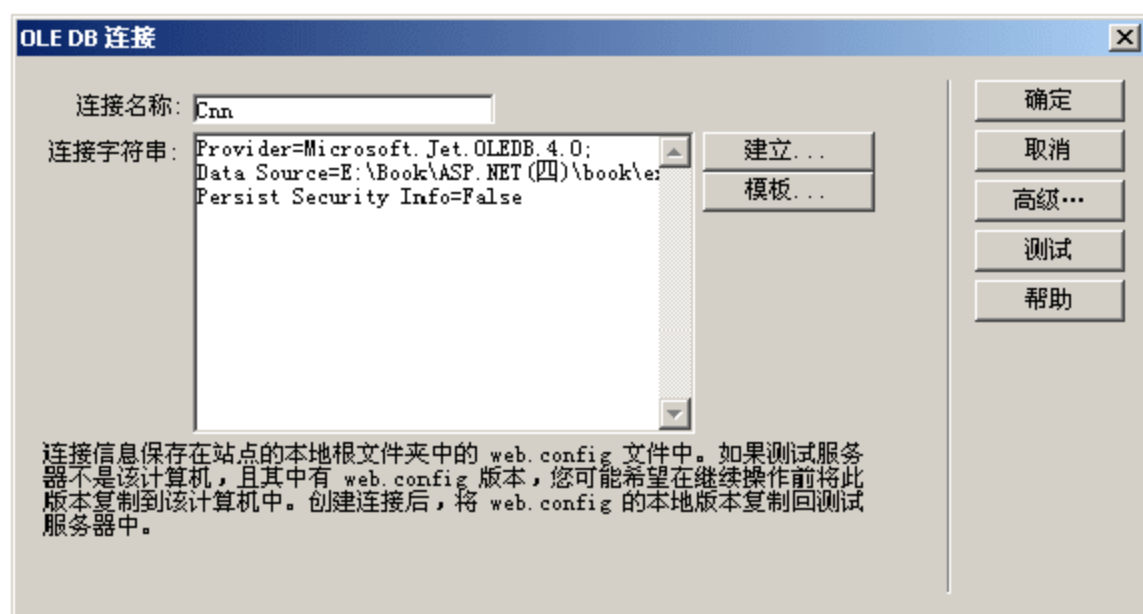 OLE DB 连接
连接名称: Cnn
连接字符串: Provider=Microsoft.Jet.OLEDB.4.0;
Data Source=E:\Book\ASP.NET(四)\book\ex
Persist Security Info=False
建立...
模板...
确定
取消
高级…
测试
帮助
连接信息保存在站点的本地根文件夹中的 web.config 文件中。如果测试服务
器不是该计算机，且其中有 web.config 版本，您可能希望在继续操作前将此
版本复制到该计算机中。创建连接后，将 web.config 的本地版本复制回测试
服务器中。